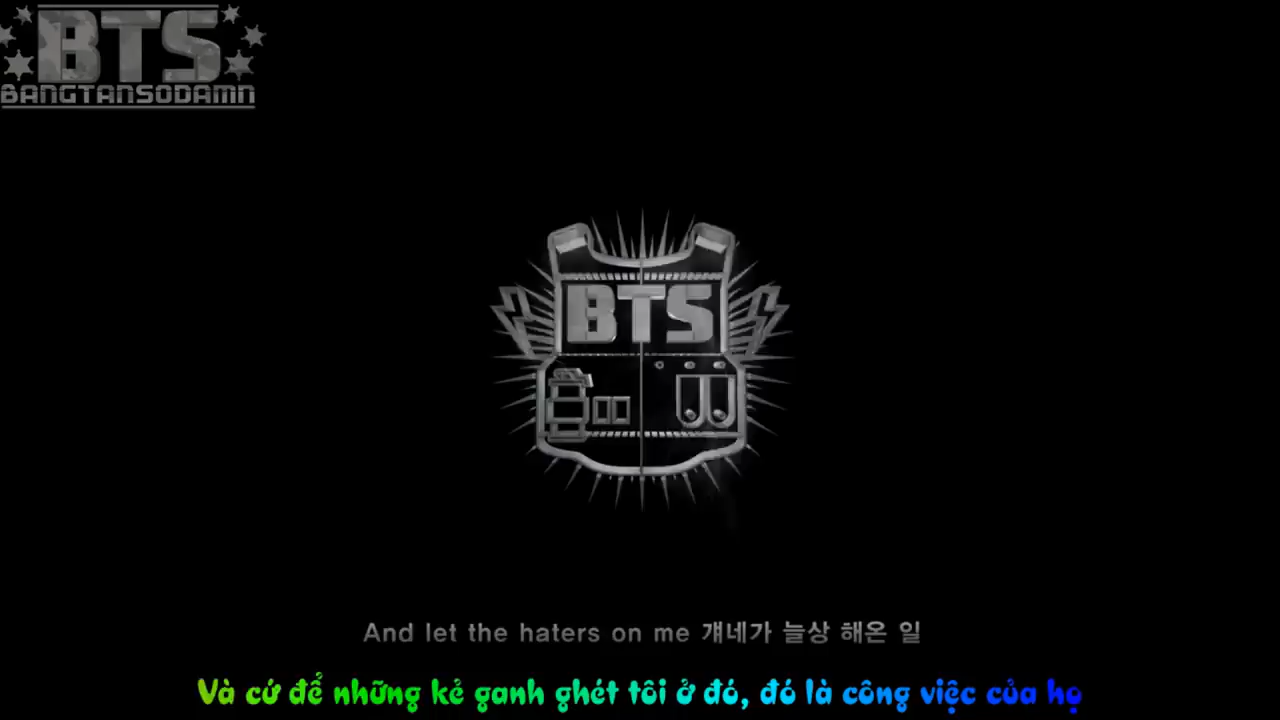 BTS
BANGTANSODAMN
BTS
And let the haters on me 걔네가 늘상 해온 일
Và cứ để những kẻ ganh ghét tôi ở đó, đó là công việc của họ